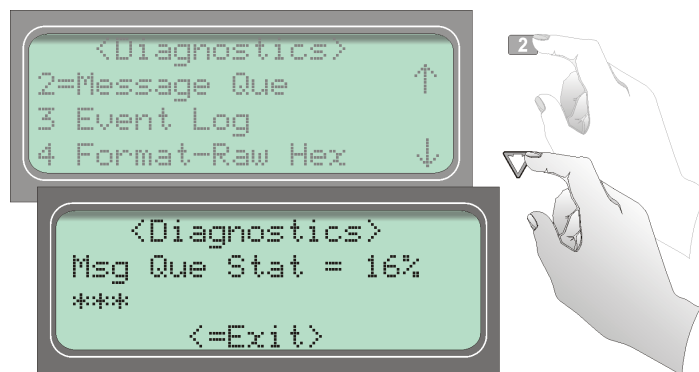 <Diagnostics>
2=Message Que ↑
3 Event Log
4 Format-Raw Hex ↓
2
<Diagnostics>
Msg Que Stat = 16%
***
<=Exit>